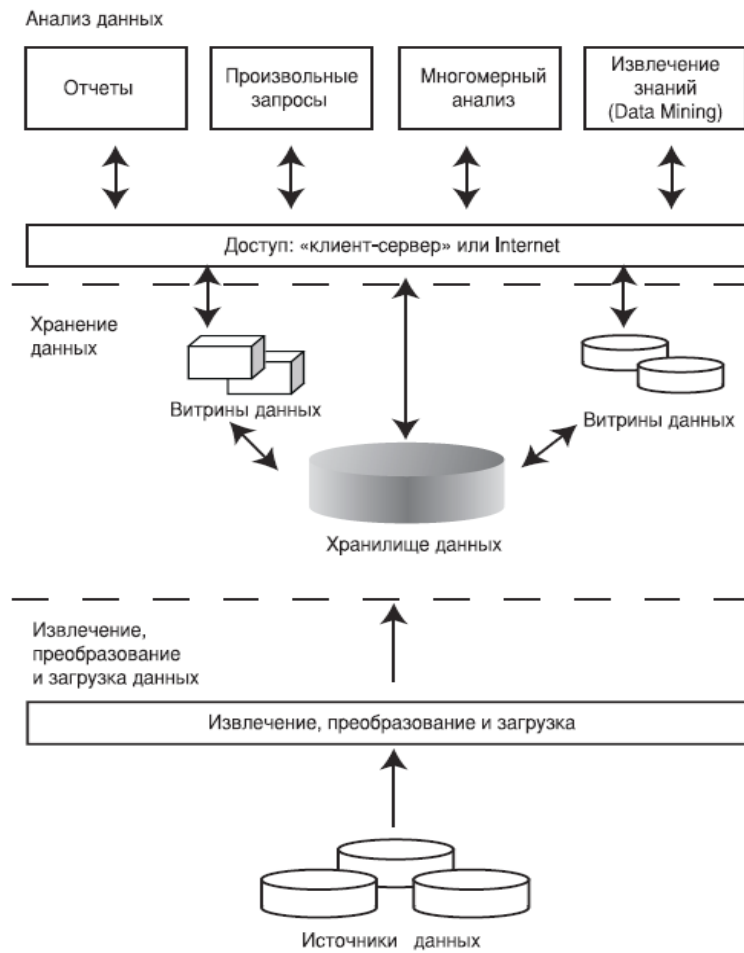 Анализ данных
Отчеты
Произвольные
запросы
Многомерный
анализ
Извлечение
знаний
(Data Mining)
Доступ: «клиент-сервер» или Internet
Хранение
данных
Витрины данных
Витрины данных
Хранилище данных
Извлечение,
преобразование
и загрузка данных
Извлечение, преобразование и загрузка
Источники данных